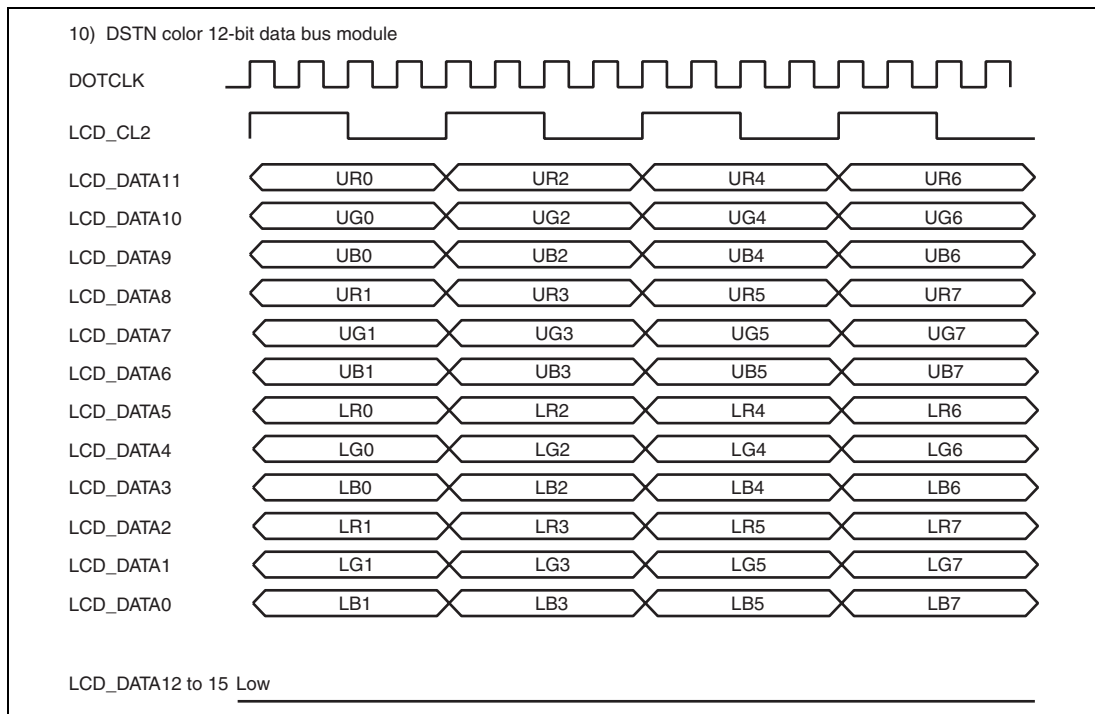 10) DSTN color 12-bit data bus module
DOTCLK
LCD_CL2
LCD_DATA11 UR0 UR2 UR4 UR6
LCD_DATA10 UG0 UG2 UG4 UG6
LCD_DATA9 UB0 UB2 UB4 UB6
LCD_DATA8 UR1 UR3 UR5 UR7
LCD_DATA7 UG1 UG3 UG5 UG7
LCD_DATA6 UB1 UB3 UB5 UB7
LCD_DATA5 LR0 LR2 LR4 LR6
LCD_DATA4 LG0 LG2 LG4 LG6
LCD_DATA3 LB0 LB2 LB4 LB6
LCD_DATA2 LR1 LR3 LR5 LR7
LCD_DATA1 LG1 LG3 LG5 LG7
LCD_DATA0 LB1 LB3 LB5 LB7
LCD_DATA12 to 15 Low